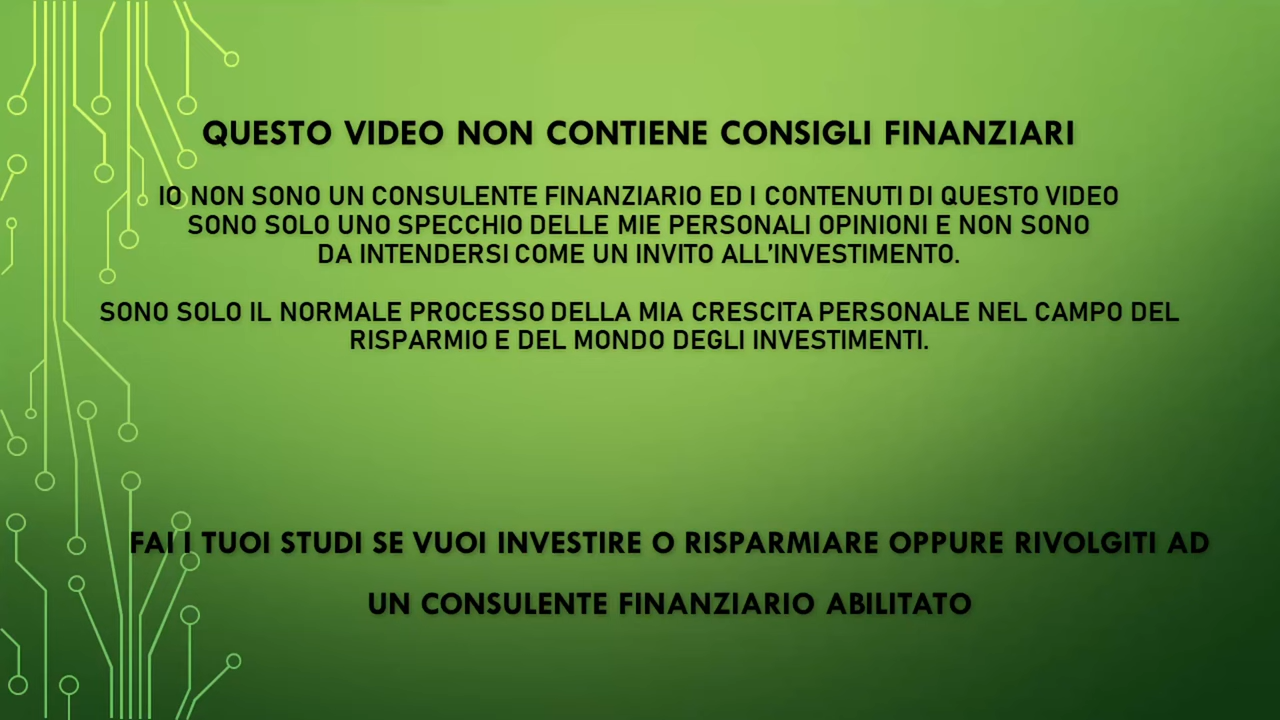 QUESTO VIDEO NON CONTIENE CONSIGLI FINANZIARI
IO NON SONO UN CONSULENTE FINANZIARIO ED I CONTENUTI DI QUESTO VIDEO
SONO SOLO UNO SPECCHIO DELLE MIE PERSONALI OPINIONI E NON SONO
DA INTENDERSI COME UN INVITO ALL'INVESTIMENTO.
SONO SOLO IL NORMALE PROCESSO DELLA MIA CRESCITA PERSONALE NEL CAMPO DEL
RISPARMIO E DEL MONDO DEGLI INVESTIMENTI.
FAI I TUOI STUDI SE VUOI INVESTIRE O RISPARMIARE OPPURE RIVOLGITI AD
UN CONSULENTE FINANZIARIO ABILITATO